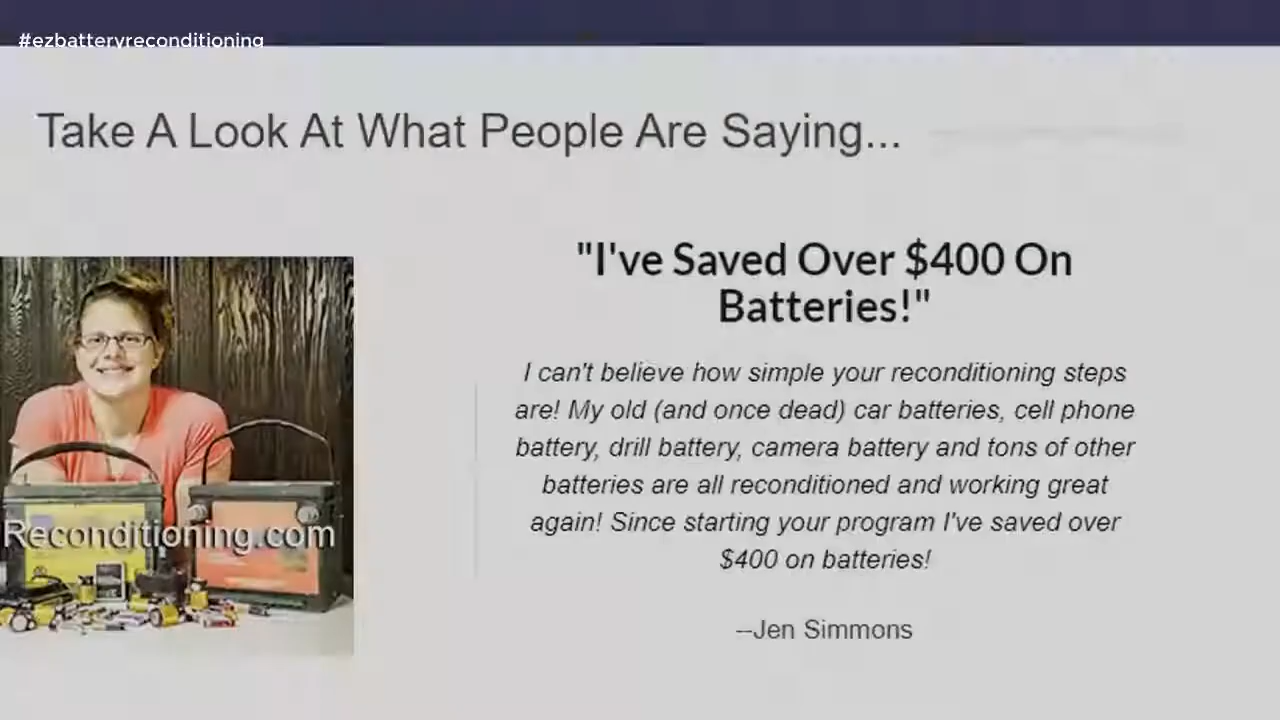 #ezbatteryreconditioning
Take A Look At What People Are Saying...
"I've Saved Over $400 On
Batteries!"
I can't believe how simple your reconditioning steps
are! My old (and once dead) car batteries, cell phone
battery, drill battery, camera battery and tons of other
batteries are all reconditioned and working great
again! Since starting your program I've saved over
$400 on batteries!
Reconditioning.com
--Jen Simmons